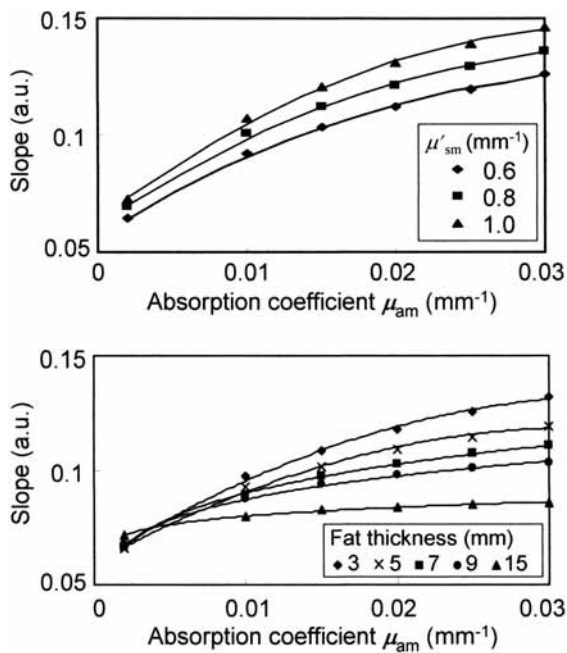 0.15
0.1
0.05
Slope (a.u.)
μ′sm (mm-1)
0.6
0.8
1.0
0 0.01 0.02 0.03
Absorption coefficient μam (mm-1)
0.15
0.1
0.05
Slope (a.u.)
Fat thickness (mm)
3 5 7 9 15
0 0.01 0.02 0.03
Absorption coefficient μam (mm-1)